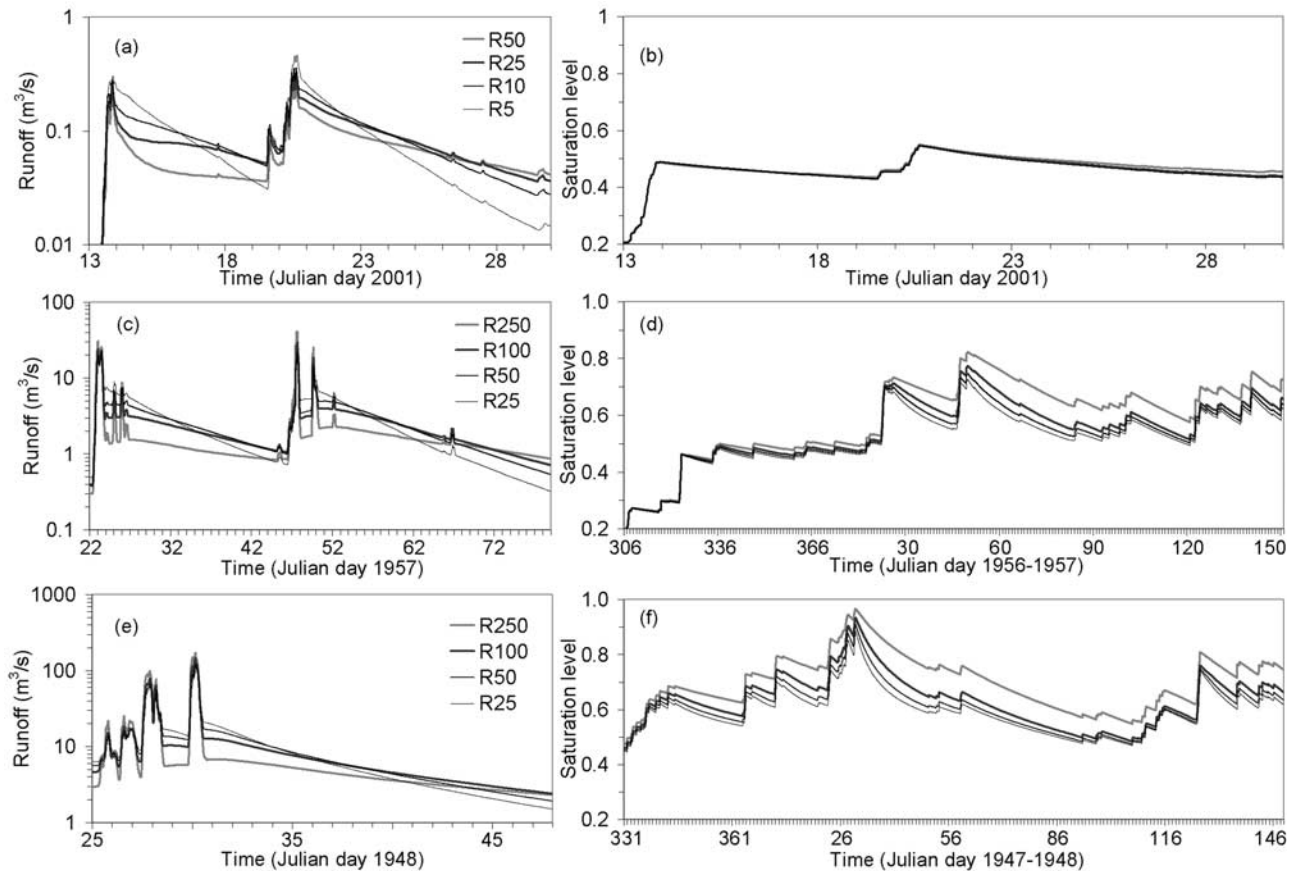 (a)
Runoff (m³/s)
1
0.1
0.01
R50
R25
R10
R5
13 18 23 28
Time (Julian day 2001)
(b)
Saturation level
1
0.8
0.6
0.4
0.2
13 18 23 28
Time (Julian day 2001)
(c)
Runoff (m³/s)
100
10
1
0.1
R250
R100
R50
R25
22 32 42 52 62 72
Time (Julian day 1957)
(d)
Saturation level
1.0
0.8
0.6
0.4
0.2
306 336 366 30 60 90 120 150
Time (Julian day 1956-1957)
(e)
Runoff (m³/s)
1000
100
10
1
R250
R100
R50
R25
25 35 45
Time (Julian day 1948)
(f)
Saturation level
1.0
0.8
0.6
0.4
0.2
331 361 26 56 86 116 146
Time (Julian day 1947-1948)